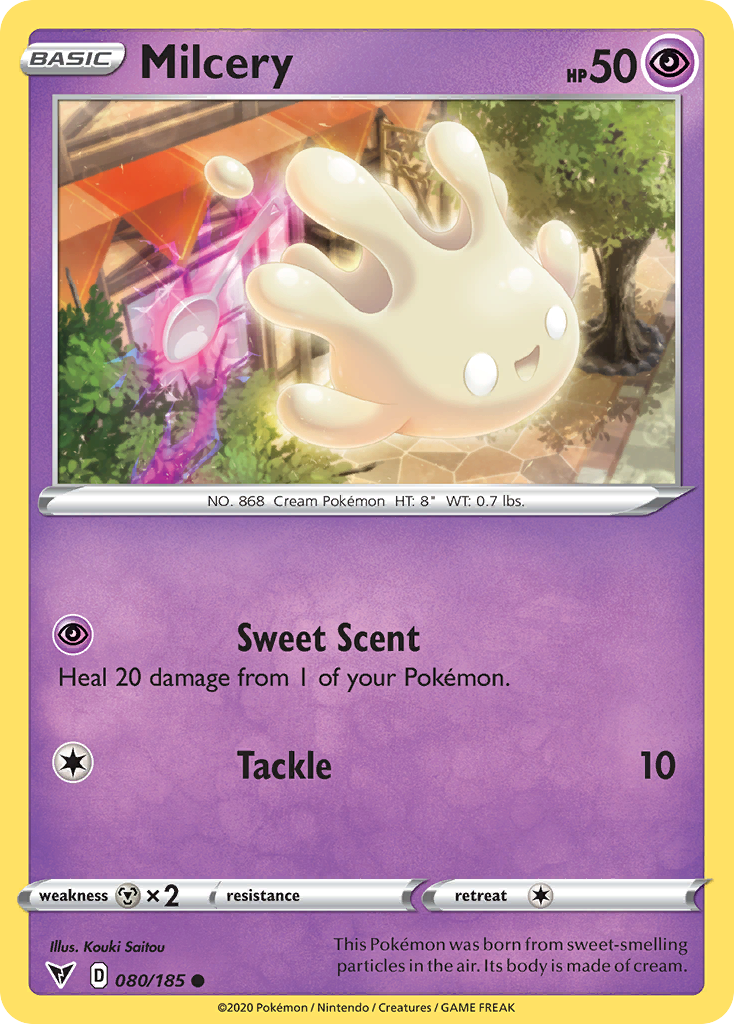 BASIC Milcery HP50
NO. 868 Cream Pokémon HT: 8" WT: 0.7 lbs.
Sweet Scent
Heal 20 damage from 1 of your Pokémon.
Tackle 10
weakness ×2 resistance retreat
Illus. Kouki Saitou
This Pokémon was born from sweet-smelling
particles in the air. Its body is made of cream.
D 080/185
©2020 Pokémon / Nintendo / Creatures / GAME FREAK